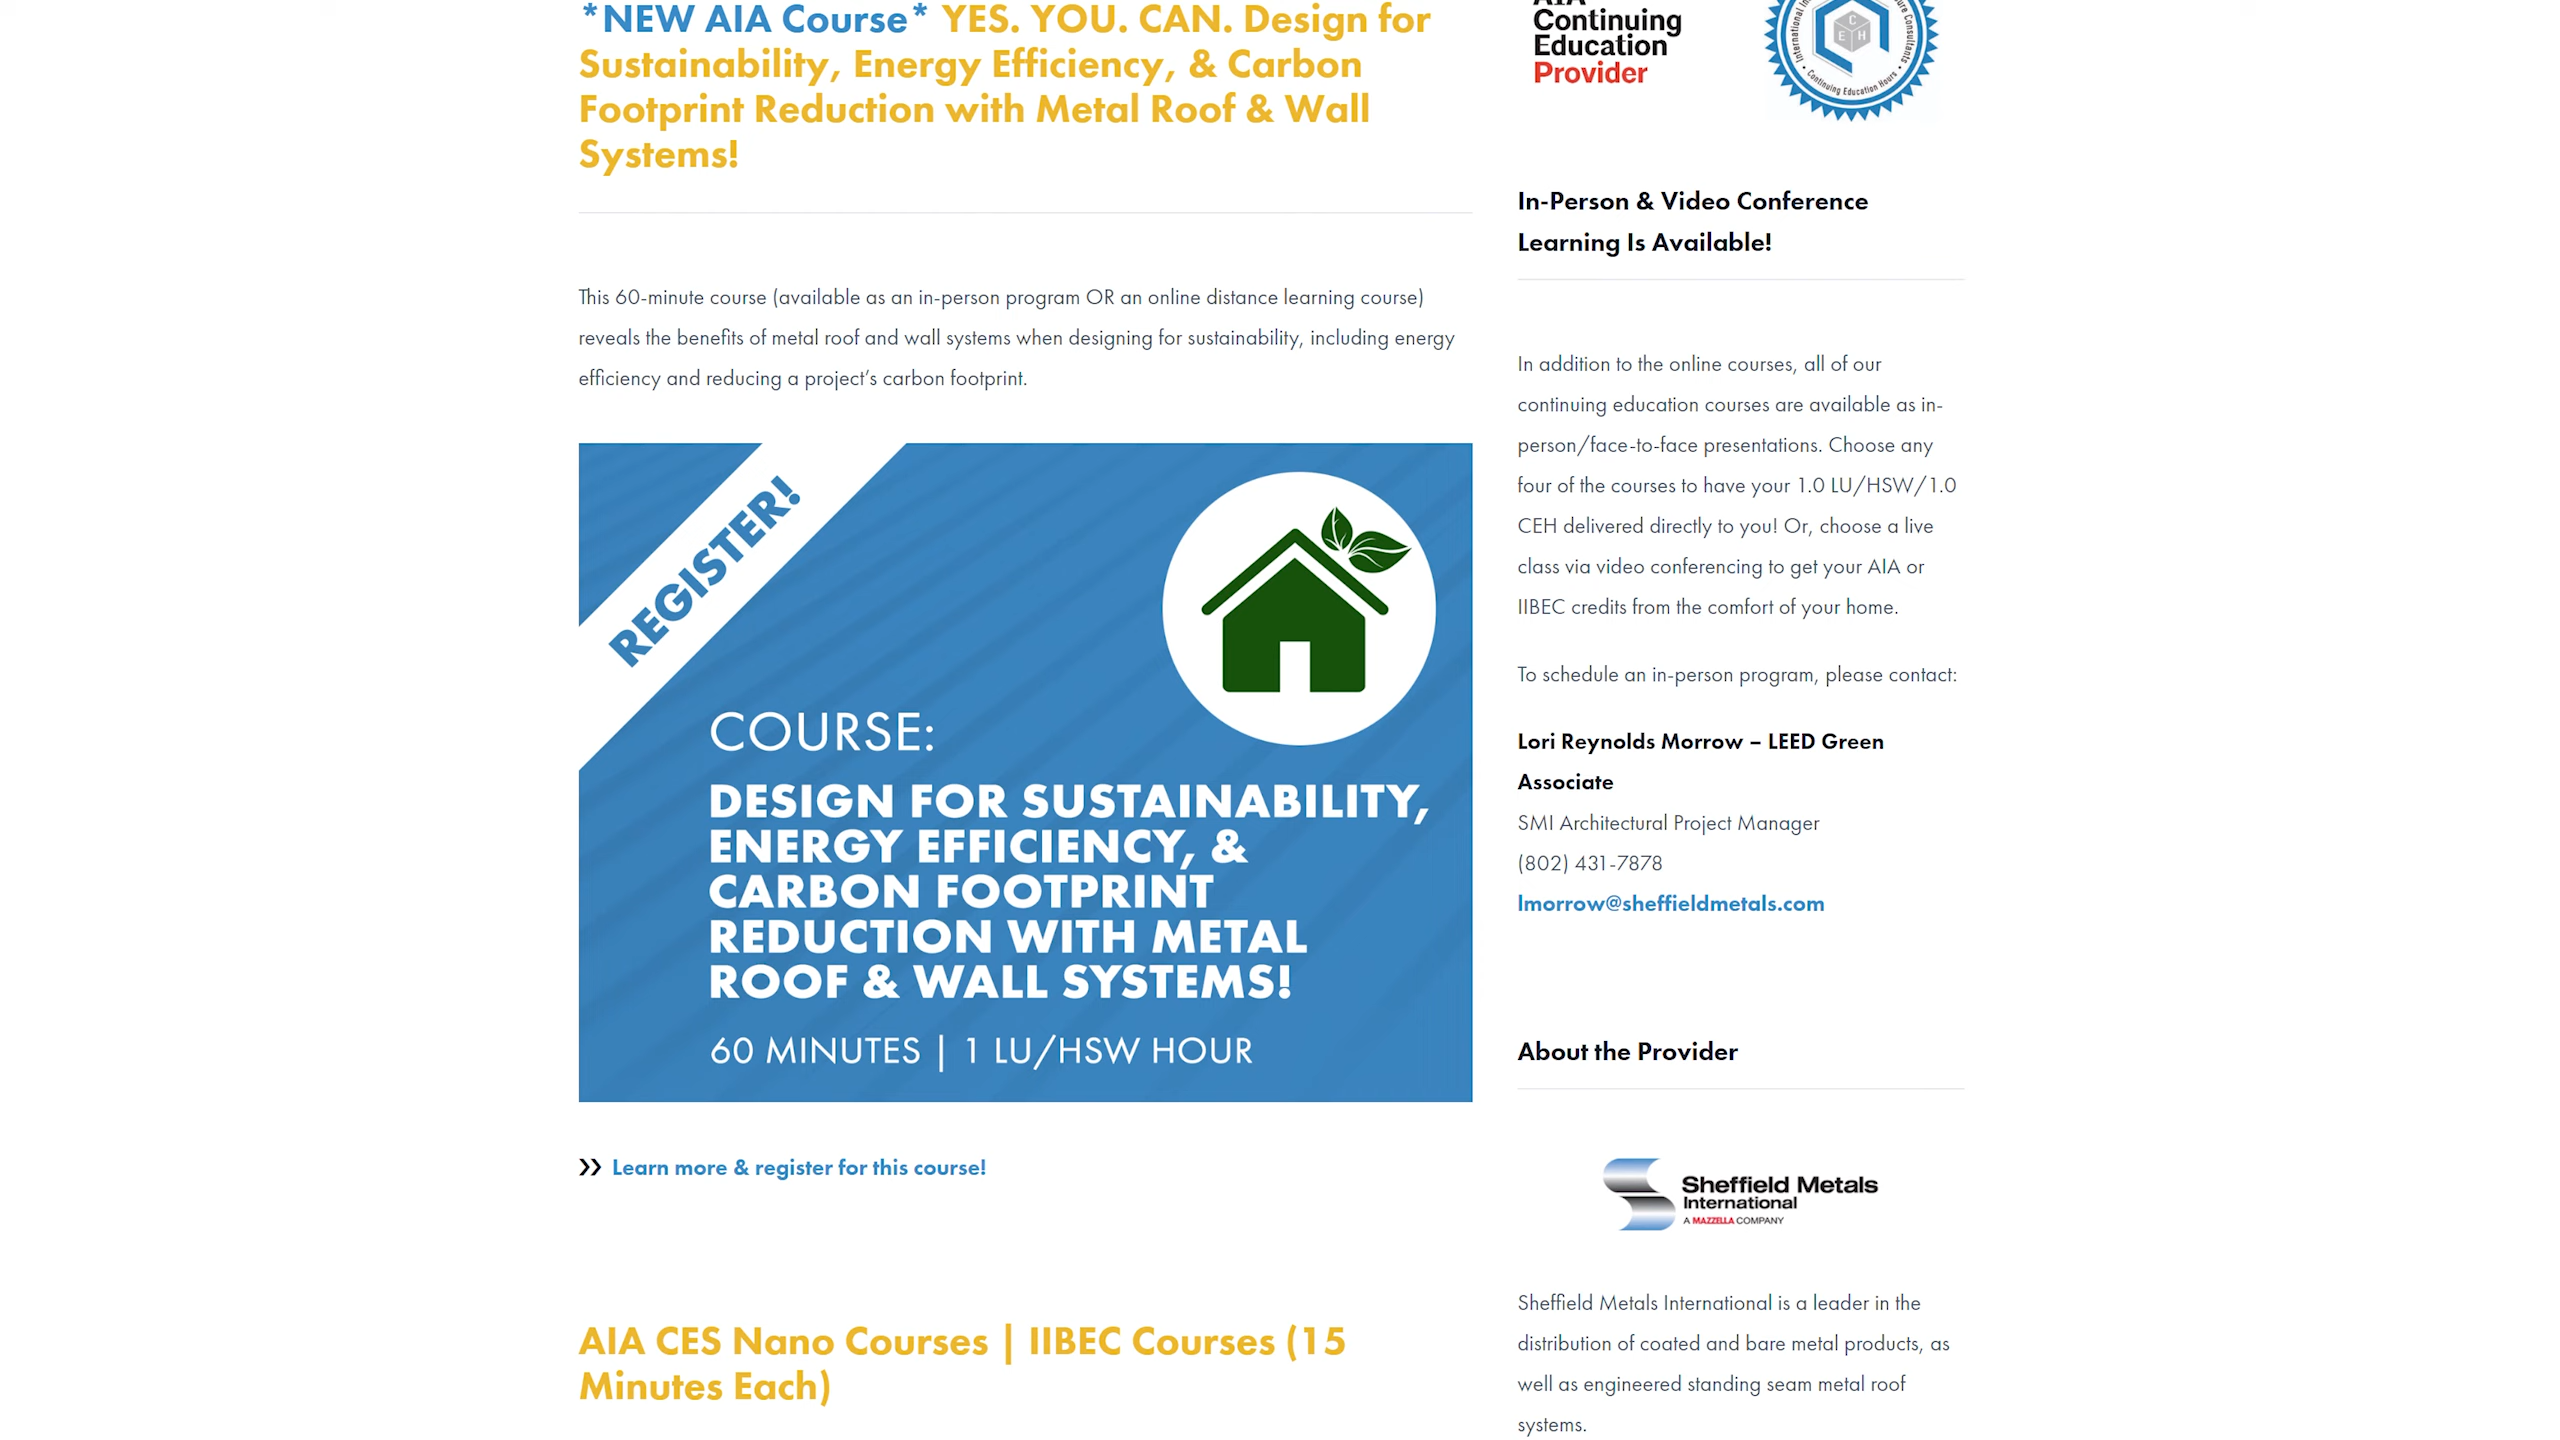 *NEW AIA Course* YES. YOU. CAN. Design for
Sustainability, Energy Efficiency, & Carbon
Footprint Reduction with Metal Roof & Wall
Systems!
This 60-minute course (available as an in-person program OR an online distance learning course)
reveals the benefits of metal roof and wall systems when designing for sustainability, including energy
efficiency and reducing a project’s carbon footprint.
REGISTER!
COURSE:
DESIGN FOR SUSTAINABILITY,
ENERGY EFFICIENCY, &
CARBON FOOTPRINT
REDUCTION WITH METAL
ROOF & WALL SYSTEMS!
60 MINUTES | 1 LU/HSW HOUR
Learn more & register for this course!
AIA CES Nano Courses | IIBEC Courses (15
Minutes Each)
AIA
Continuing
Education
Provider
C
E H
Continuing Education Hours
In-Person & Video Conference
Learning Is Available!
In addition to the online courses, all of our
continuing education courses are available as in-
person/face-to-face presentations. Choose any
four of the courses to have your 1.0 LU/HSW/1.0
CEH delivered directly to you! Or, choose a live
class via video conferencing to get your AIA or
IIBEC credits from the comfort of your home.
To schedule an in-person program, please contact:
Lori Reynolds Morrow – LEED Green
Associate
SMI Architectural Project Manager
(802) 431-7878
lmorrow@sheffieldmetals.com
About the Provider
Sheffield Metals
International
A MAZZELLA COMPANY
Sheffield Metals International is a leader in the
distribution of coated and bare metal products, as
well as engineered standing seam metal roof
systems.